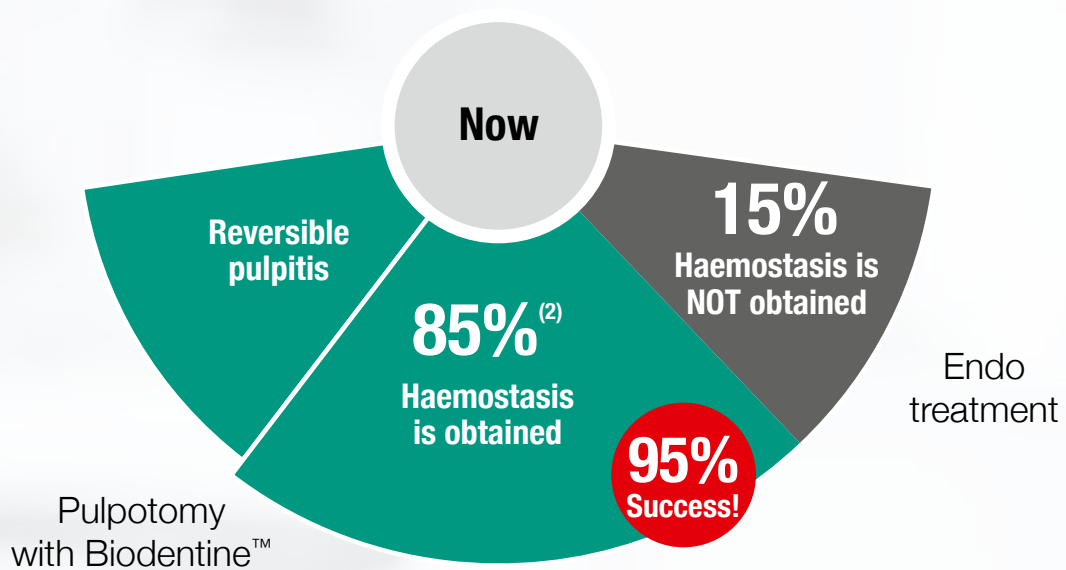 Now
Reversible
pulpitis
85%(2)
Haemostasis
is obtained
15%
Haemostasis is
NOT obtained
95%
Success!
Endo
treatment
Pulpotomy
with Biodentine™